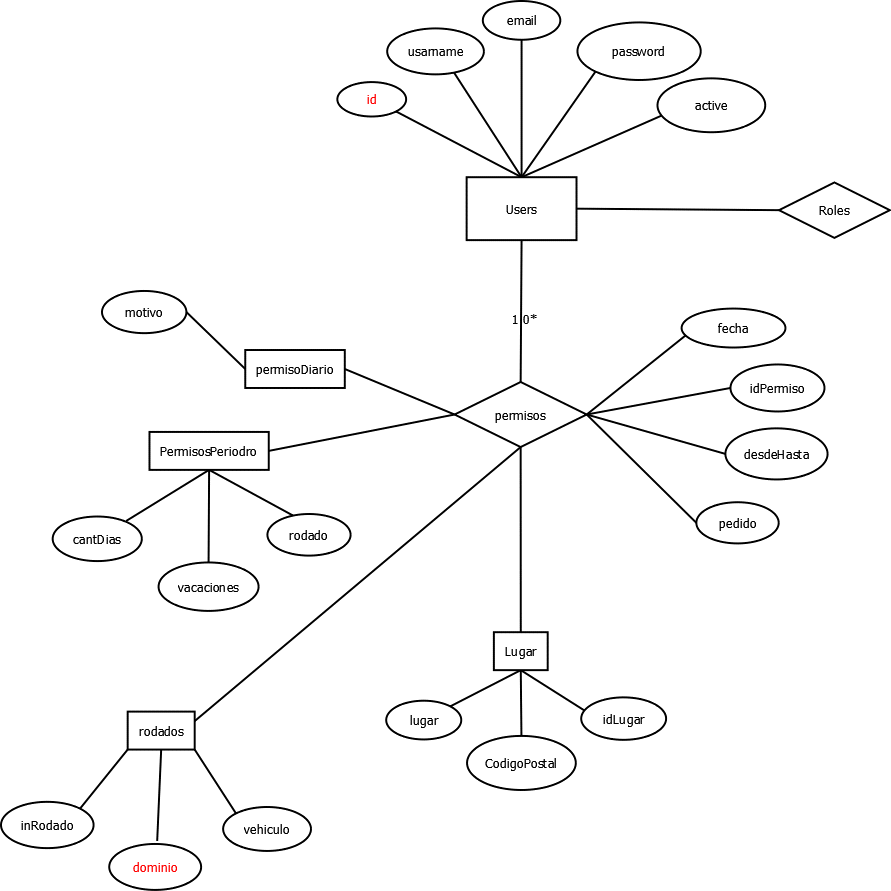 email
usarname
password
id
active
Users
Roles
1 0*
motivo
fecha
permisoDiario
idPermiso
permisos
PermisosPeriodro
desdeHasta
cantDias
rodado
pedido
vacaciones
Lugar
lugar
idLugar
rodados
CodigoPostal
inRodado
vehiculo
dominio